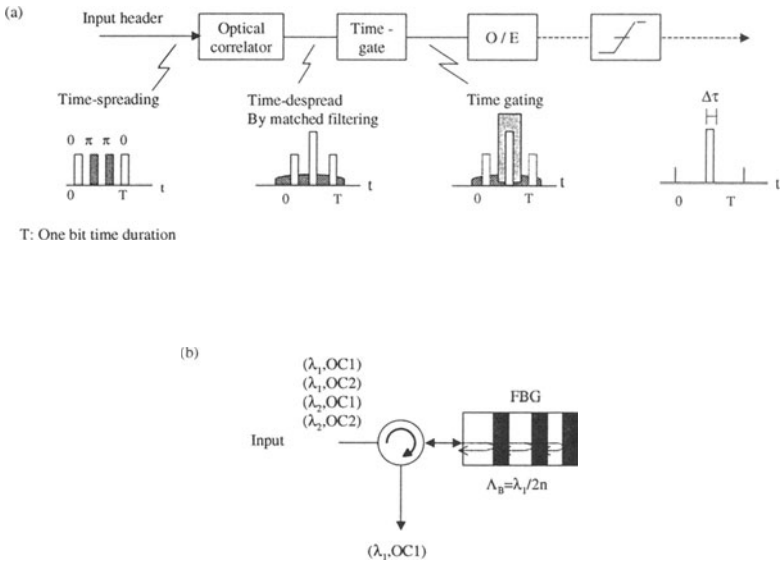 (a)
Input header
Optical
correlator
Time -
gate
O / E
Time-spreading
Time-despread
By matched filtering
Time gating
Δτ
0 π π 0
0 T t
0 T t
0 T t
0 T t
T: One bit time duration
(b)
(λ1,OC1)
(λ1,OC2)
(λ2,OC1)
(λ2,OC2)
Input
FBG
ΛB=λ1/2n
(λ1,OC1)